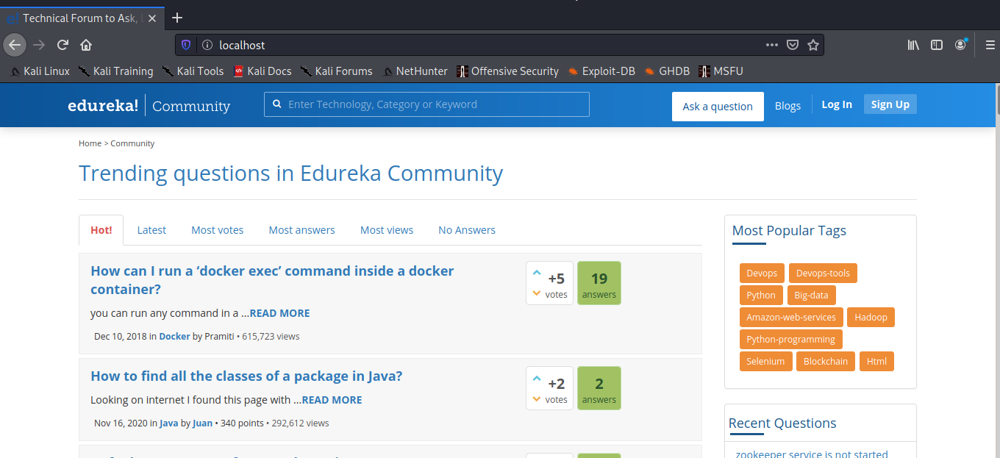 Technical Forum to Ask,
localhost
Kali Linux Kali Training Kali Tools Kali Docs Kali Forums NetHunter Offensive Security Exploit-DB GHDB MSFU
edureka! Community Enter Technology, Category or Keyword Ask a question Blogs Log In Sign Up
Home > Community
Trending questions in Edureka Community
Hot! Latest Most votes Most answers Most views No Answers
How can I run a ‘docker exec’ command inside a docker
container?
you can run any command in a ...READ MORE
Dec 10, 2018 in Docker by Pramiti • 615,723 views
+5
votes
19
answers
How to find all the classes of a package in Java?
Looking on internet I found this page with ...READ MORE
Nov 16, 2020 in Java by Juan • 340 points • 292,612 views
+2
votes
2
answers
Most Popular Tags
Devops Devops-tools
Python Big-data
Amazon-web-services Hadoop
Python-programming
Selenium Blockchain Html
Recent Questions
zookeeper service is not started